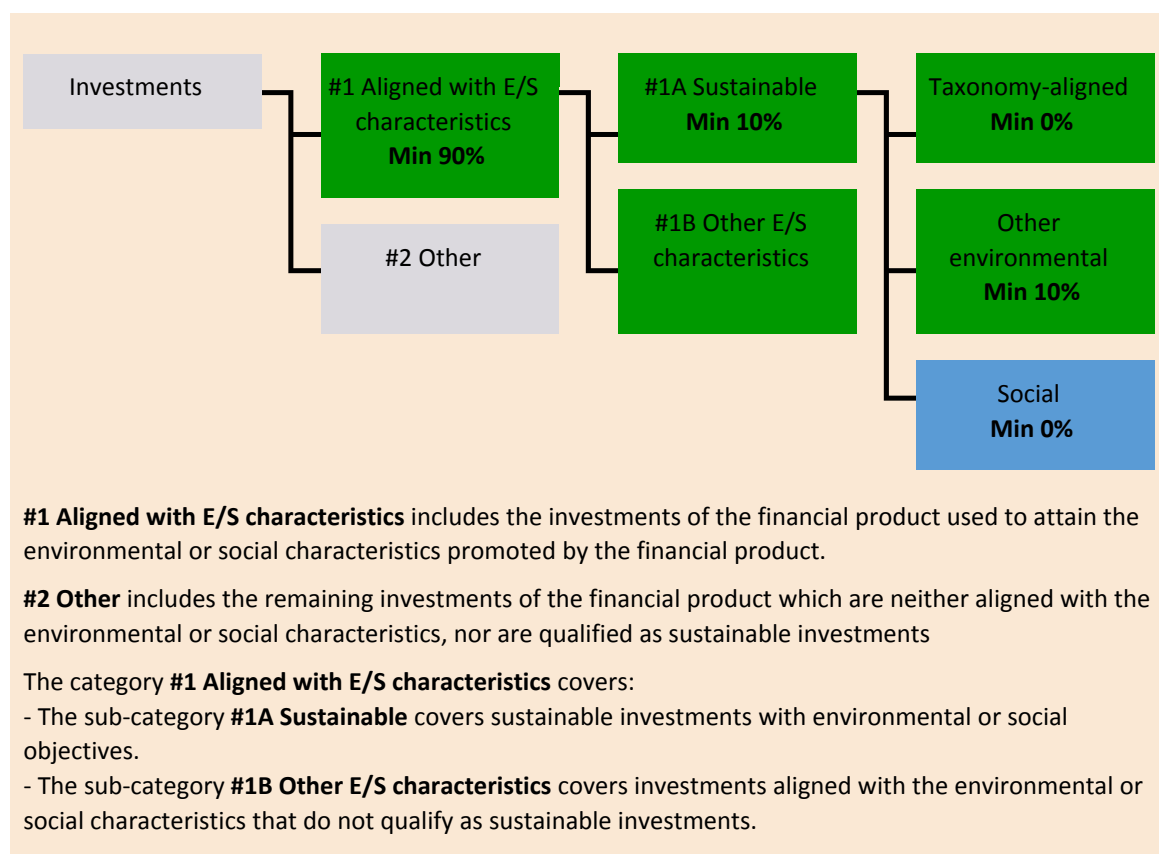 Investments
#1 Aligned with E/S
characteristics
Min 90%
#2 Other
#1A Sustainable
Min 10%
#1B Other E/S
characteristics
Taxonomy-aligned
Min 0%
Other
environmental
Min 10%
Social
Min 0%
#1 Aligned with E/S characteristics includes the investments of the financial product used to attain the
environmental or social characteristics promoted by the financial product.
#2 Other includes the remaining investments of the financial product which are neither aligned with the
environmental or social characteristics, nor are qualified as sustainable investments
The category #1 Aligned with E/S characteristics covers:
- The sub-category #1A Sustainable covers sustainable investments with environmental or social
objectives.
- The sub-category #1B Other E/S characteristics covers investments aligned with the environmental or
social characteristics that do not qualify as sustainable investments.